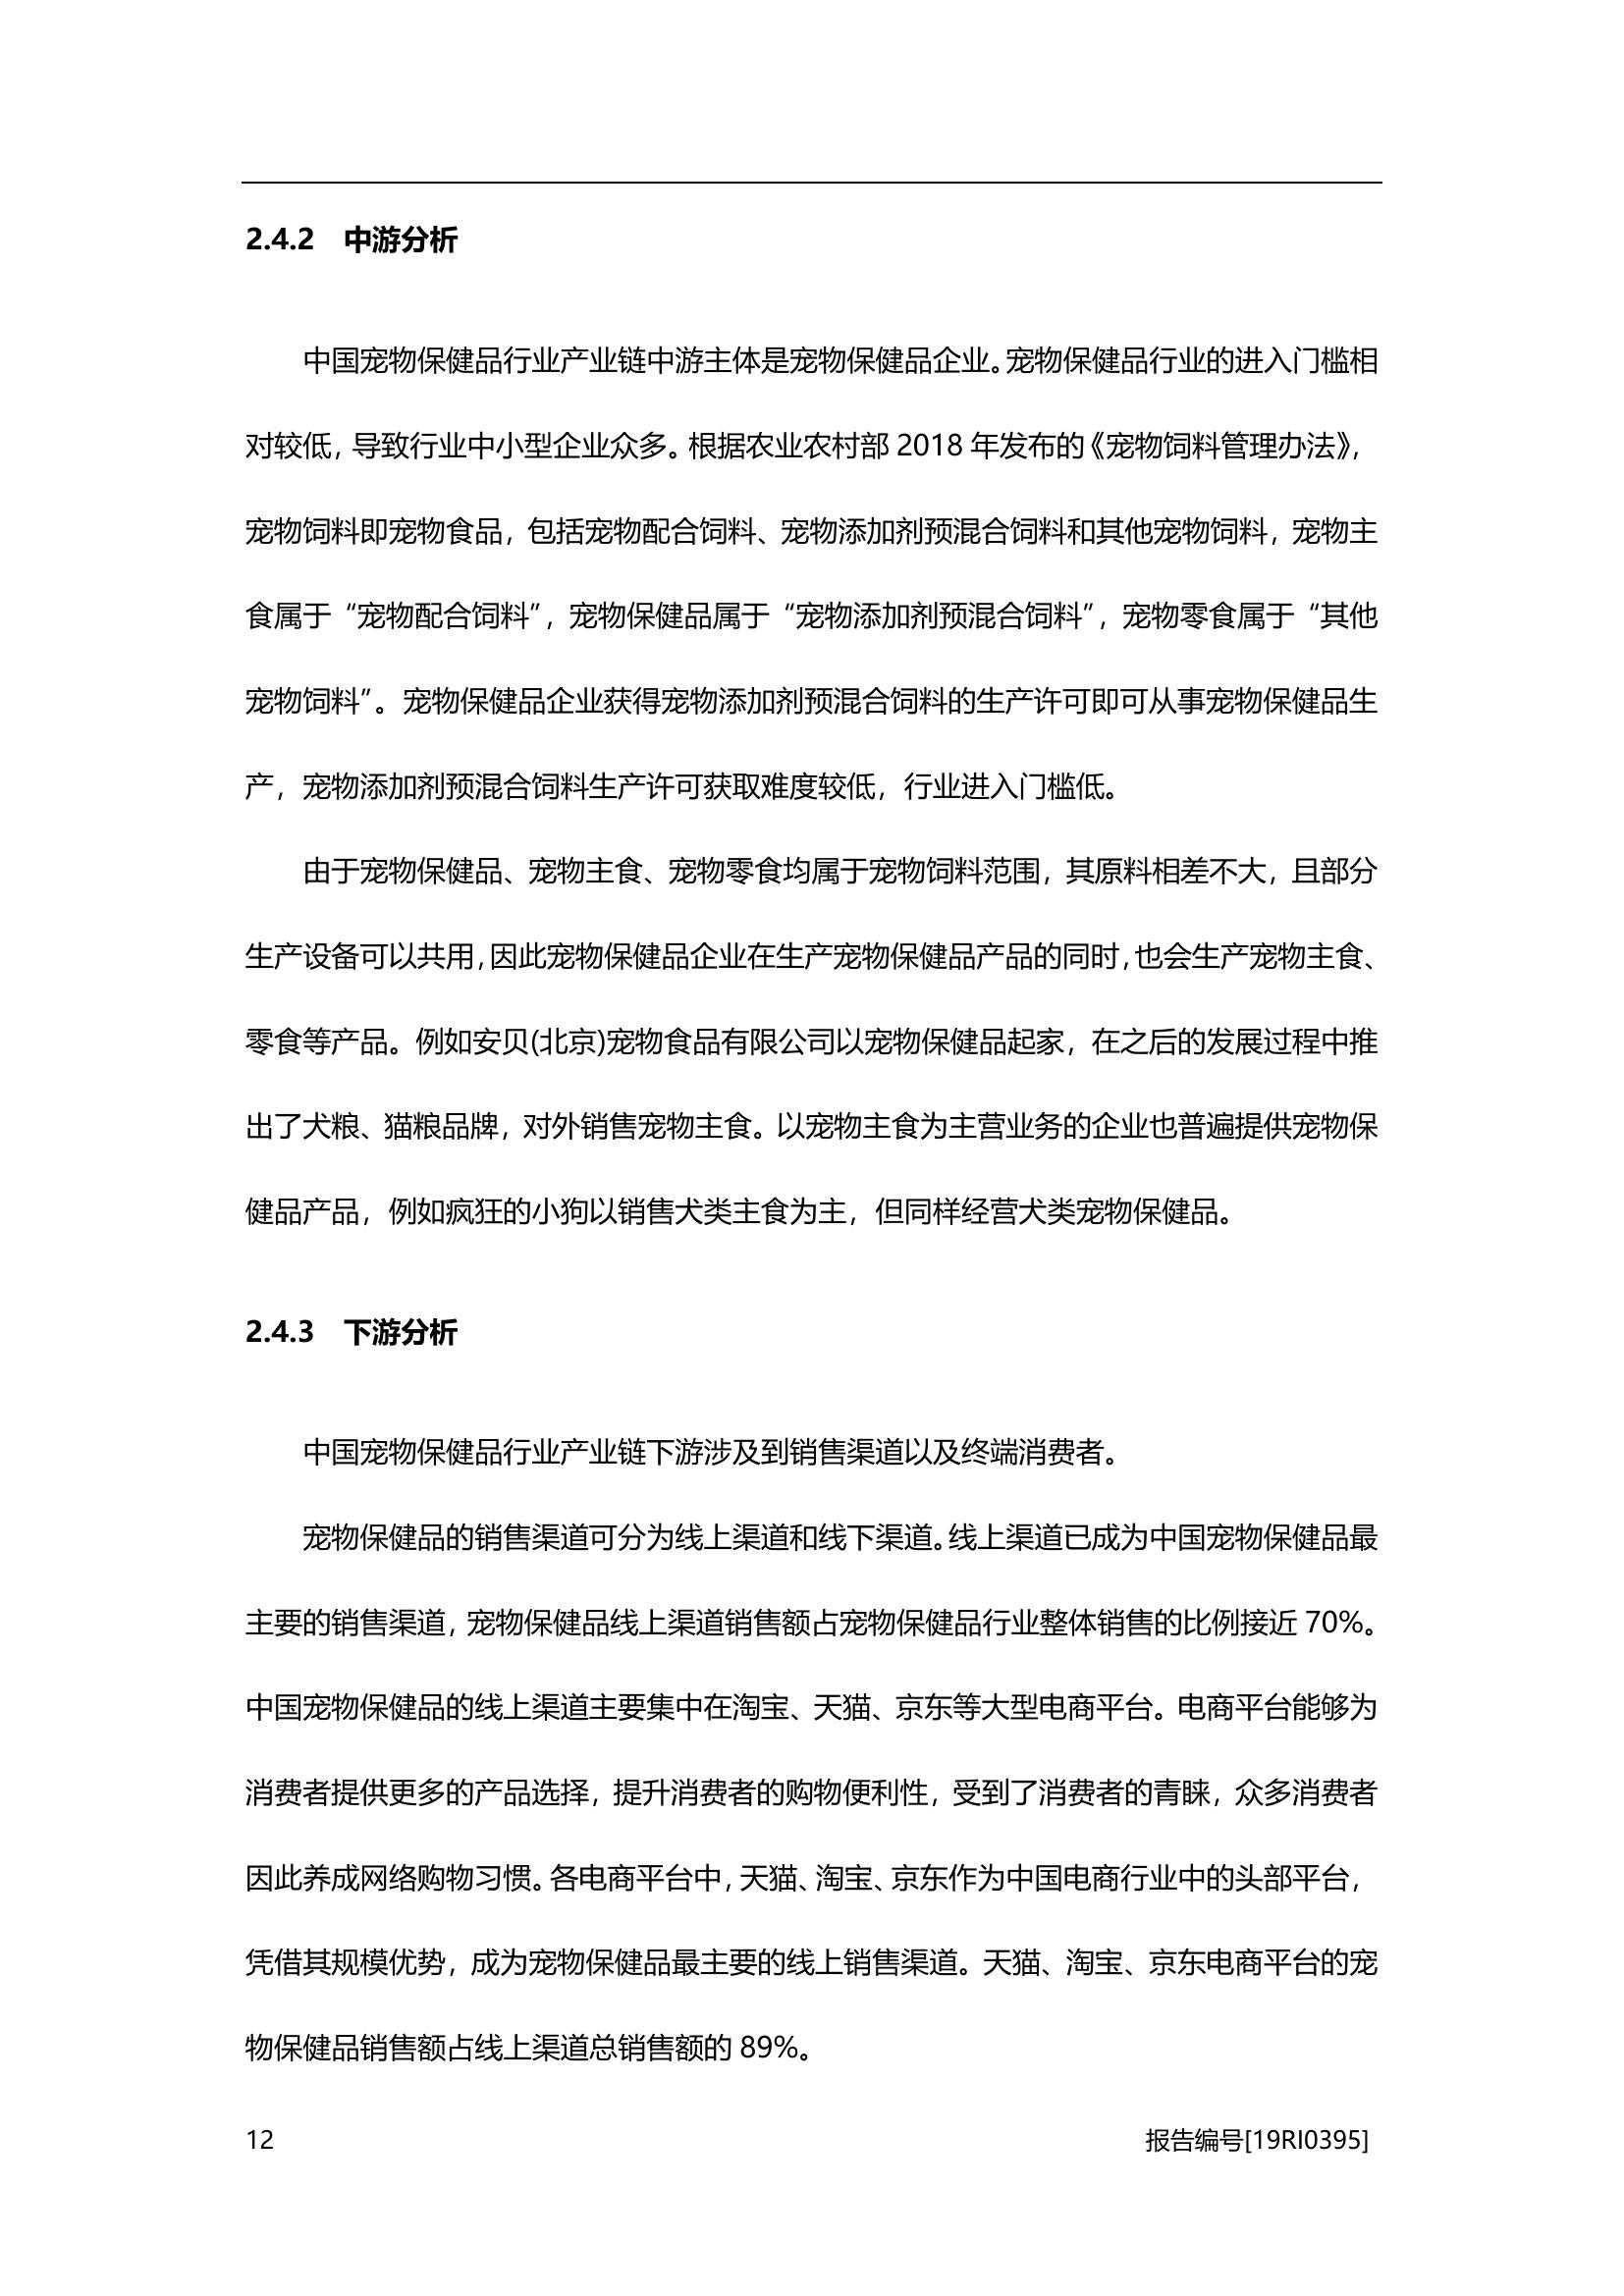 2.4.2 中游分析
中国宠物保健品行业产业链中游主体是宠物保健品企业。宠物保健品行业的进入门槛相
对较低，导致行业中小型企业众多。根据农业农村部 2018 年发布的《宠物饲料管理办法》，
宠物饲料即宠物食品，包括宠物配合饲料、宠物添加剂预混合饲料和其他宠物饲料，宠物主
食属于“宠物配合饲料”，宠物保健品属于“宠物添加剂预混合饲料”，宠物零食属于“其他
宠物饲料”。宠物保健品企业获得宠物添加剂预混合饲料的生产许可即可从事宠物保健品生
产，宠物添加剂预混合饲料生产许可获取难度较低，行业进入门槛低。
由于宠物保健品、宠物主食、宠物零食均属于宠物饲料范围，其原料相差不大，且部分
生产设备可以共用，因此宠物保健品企业在生产宠物保健品产品的同时，也会生产宠物主食、
零食等产品。例如安贝(北京)宠物食品有限公司以宠物保健品起家，在之后的发展过程中推
出了犬粮、猫粮品牌，对外销售宠物主食。以宠物主食为主营业务的企业也普遍提供宠物保
健品产品，例如疯狂的小狗以销售犬类主食为主，但同样经营犬类宠物保健品。
2.4.3 下游分析
中国宠物保健品行业产业链下游涉及到销售渠道以及终端消费者。
宠物保健品的销售渠道可分为线上渠道和线下渠道。线上渠道已成为中国宠物保健品最
主要的销售渠道，宠物保健品线上渠道销售额占宠物保健品行业整体销售的比例接近 70%。
中国宠物保健品的线上渠道主要集中在淘宝、天猫、京东等大型电商平台。电商平台能够为
消费者提供更多的产品选择，提升消费者的购物便利性，受到了消费者的青睐，众多消费者
因此养成网络购物习惯。各电商平台中，天猫、淘宝、京东作为中国电商行业中的头部平台，
凭借其规模优势，成为宠物保健品最主要的线上销售渠道。天猫、淘宝、京东电商平台的宠
物保健品销售额占线上渠道总销售额的 89%。
12 报告编号[19RI0395]